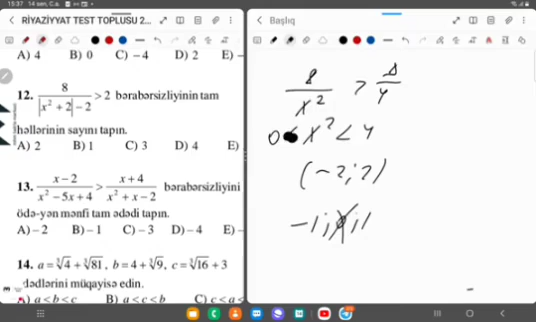 15:37 14 sen, C.a.
RİYAZİYYAT TEST TOPLUSU 2...
A) 4 B) 0 C) −4 D) 2 E) −
12. 8/(|x² + 2| − 2) > 2 bərabərsizliyinin tam
həllərinin sayını tapın.
A) 2 B) 1 C) 3 D) 4 E)
13. (x − 2)/(x² − 5x + 4) > (x + 4)/(x² + x − 2) bərabərsizliyini
ödəyən mənfi tam ədədi tapın.
A) −2 B) −1 C) −3 D) −4 E) −
14. a = ∛4 + ∛81, b = 4 + ∛9, c = ∛16 + 3
ədədlərini müqayisə edin.
A) a < b < c B) a < c < b C) c < a <
Başlıq
8/x² > 8/4
0 < x² < 4
(−2; 2)
−1; 0; 1